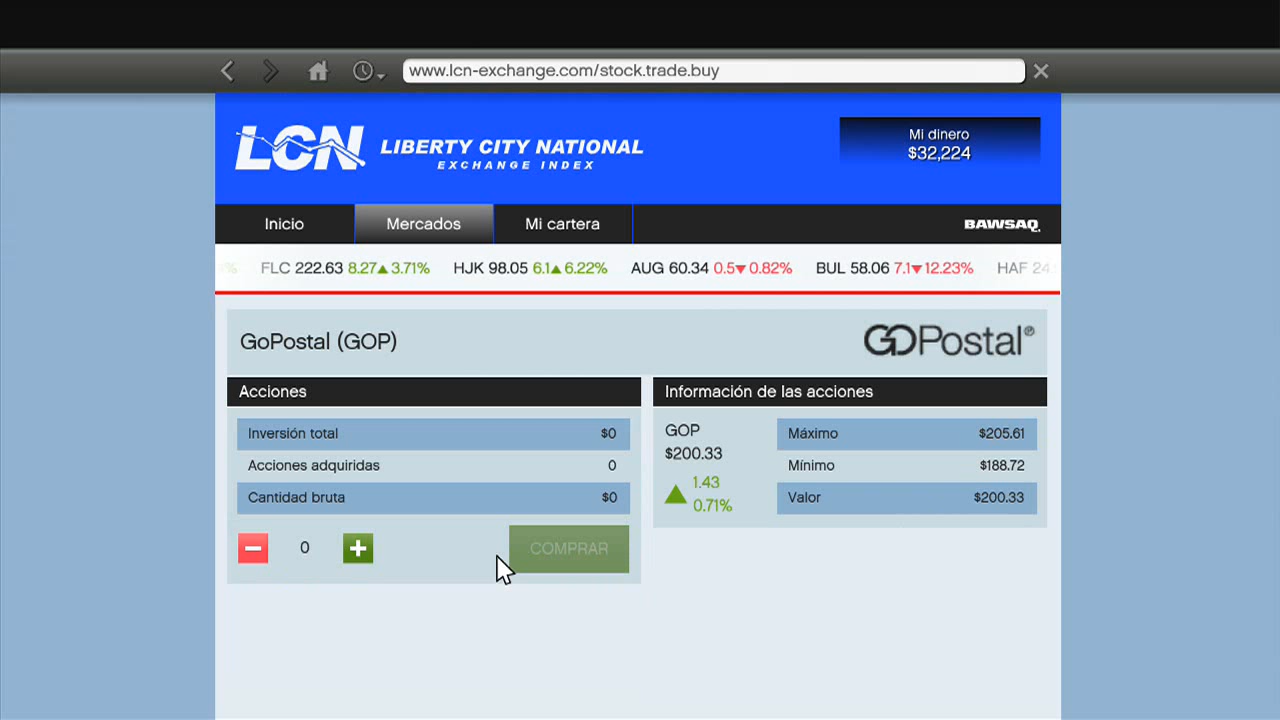 www.lcn-exchange.com/stock.trade.buy
LCN LIBERTY CITY NATIONAL
EXCHANGE INDEX
Mi dinero
$32,224
Inicio Mercados Mi cartera BAWSAQ
% FLC 222.63 8.27▲3.71% HJK 98.05 6.1▲6.22% AUG 60.34 0.5▼0.82% BUL 58.06 7.1▼12.23% HAF 24
GoPostal (GOP) GOPostal®
Acciones
Inversión total $0
Acciones adquiridas 0
Cantidad bruta $0
0 COMPRAR
Información de las acciones
GOP
$200.33
1.43
0.71%
Máximo $205.61
Mínimo $188.72
Valor $200.33